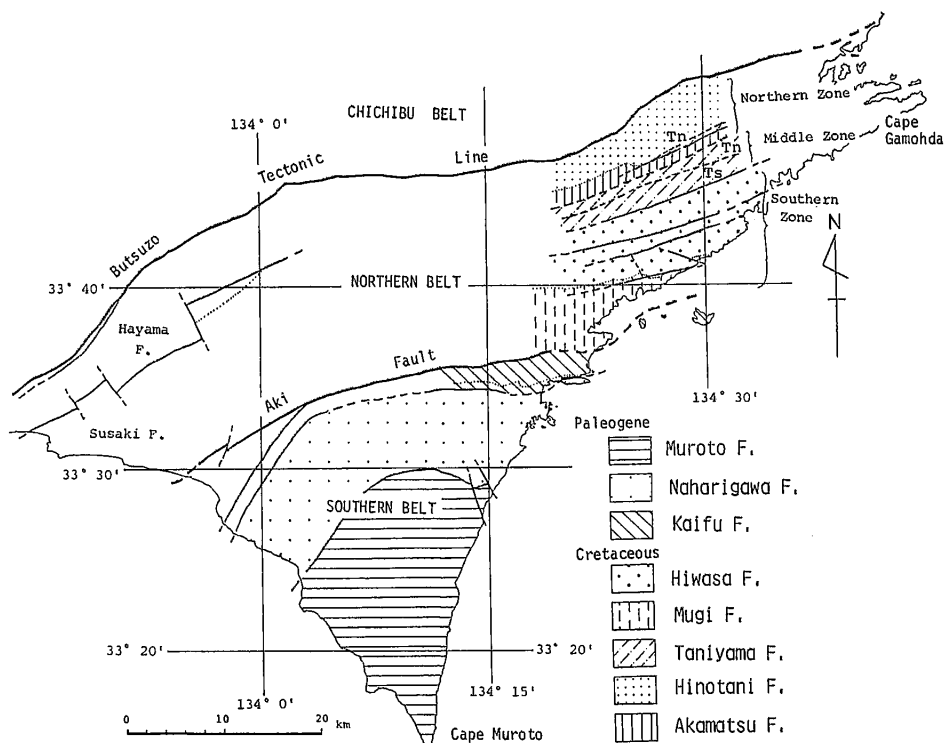 CHICHIBU BELT
134° 0'
Northern Zone
Cape
Gamohda
Middle Zone
Tn
Tn
Ts
Southern
Zone
Butsuzo Tectonic Line
N
NORTHERN BELT
33° 40'
Hayama
F.
Aki Fault
Susaki F.
134° 30'
33° 30'
SOUTHERN BELT
Paleogene
Muroto F.
Naharigawa F.
Kaifu F.
Cretaceous
Hiwasa F.
Mugi F.
Taniyama F.
Hinotani F.
Akamatsu F.
33° 20'
33° 20'
134° 0'
134° 15'
0 10 20 km
Cape Muroto